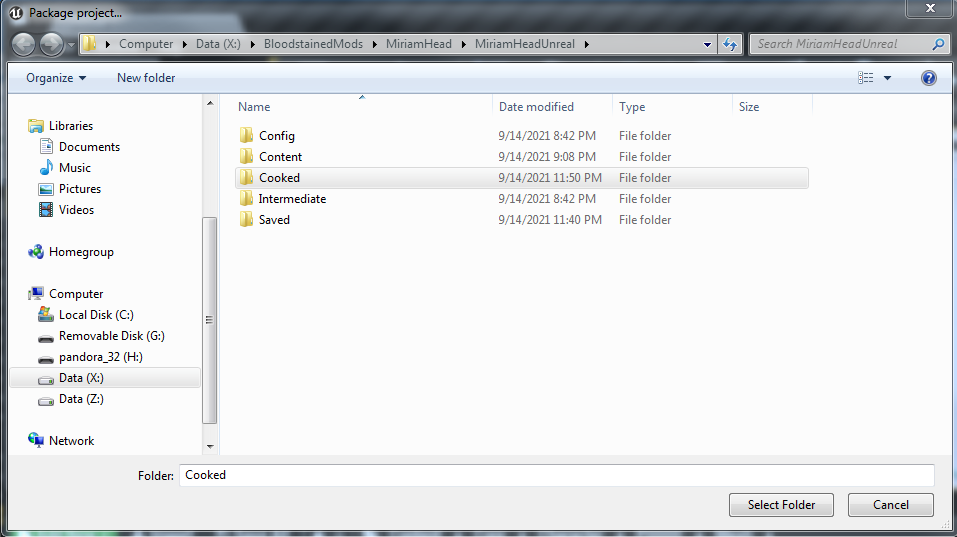 Package project...
Computer Data (X:) BloodstainedMods MiriamHead MiriamHeadUnreal Search MiriamHeadUnreal
Organize New folder
Name Date modified Type Size
Libraries
Documents
Music
Pictures
Videos
Homegroup
Computer
Local Disk (C:)
Removable Disk (G:)
pandora_32 (H:)
Data (X:)
Data (Z:)
Network
Config 9/14/2021 8:42 PM File folder
Content 9/14/2021 9:08 PM File folder
Cooked 9/14/2021 11:50 PM File folder
Intermediate 9/14/2021 8:42 PM File folder
Saved 9/14/2021 11:40 PM File folder
Folder: Cooked
Select Folder Cancel